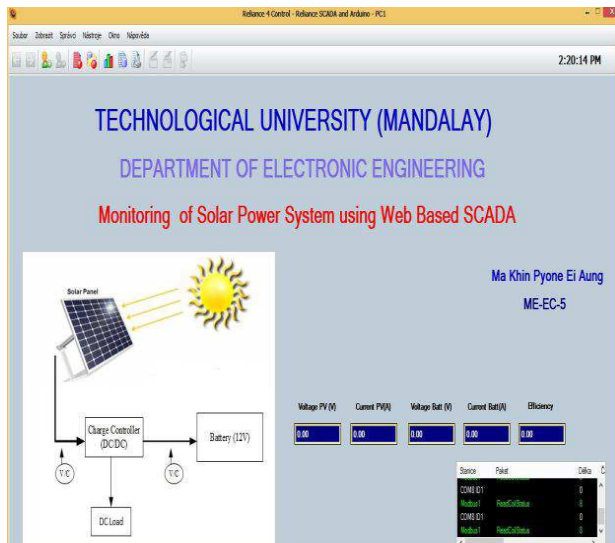 Reliance 4 Control - Reliance SCADA and Arduino - PC1
Soubor Zobrazit Správci Nástroje Okno Nápověda
2:20:14 PM
TECHNOLOGICAL UNIVERSITY (MANDALAY)
DEPARTMENT OF ELECTRONIC ENGINEERING
Monitoring of Solar Power System using Web Based SCADA
Ma Khin Pyone Ei Aung
ME-EC-5
Solar Panel
Charge Controller
(DC/DC)
Battery (12V)
V/C
V/C
DC Load
Voltage PV (V) Current PV(A) Voltage Batt (V) Current Batt(A) Efficiency
0.00 0.00 0.00 0.00 0.00
Stanice Paket Délka Č
COM8 ID1 0
Modbus1 ReadCoilStatus 8
COM8 ID1 0
Modbus1 ReadCoilStatus 8